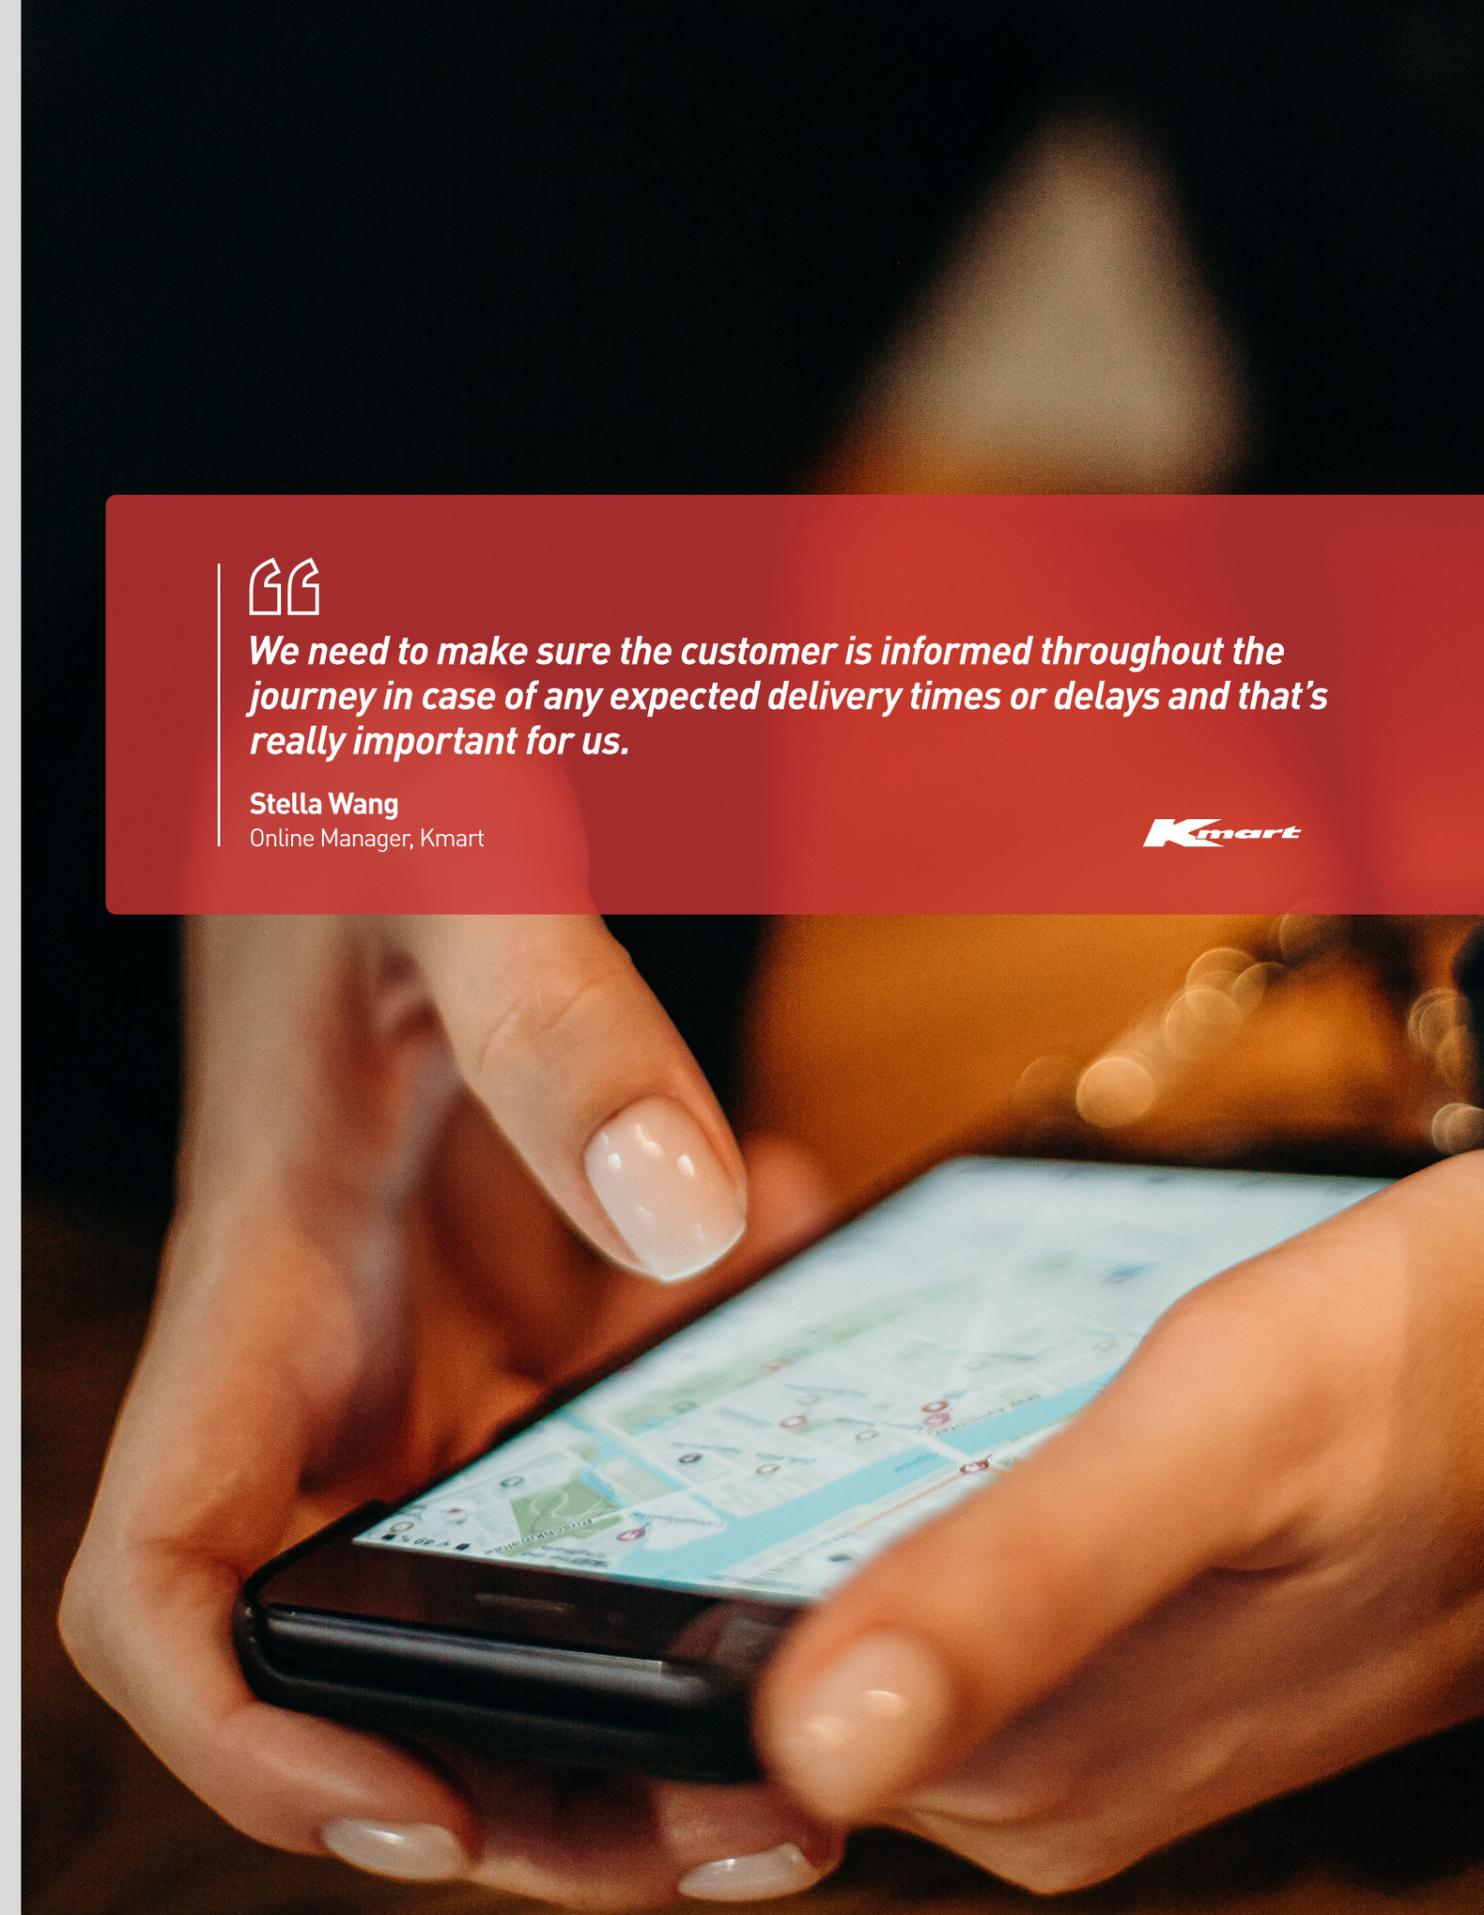 We need to make sure the customer is informed throughout the
journey in case of any expected delivery times or delays and that’s
really important for us.
Stella Wang
Online Manager, Kmart
Kmart